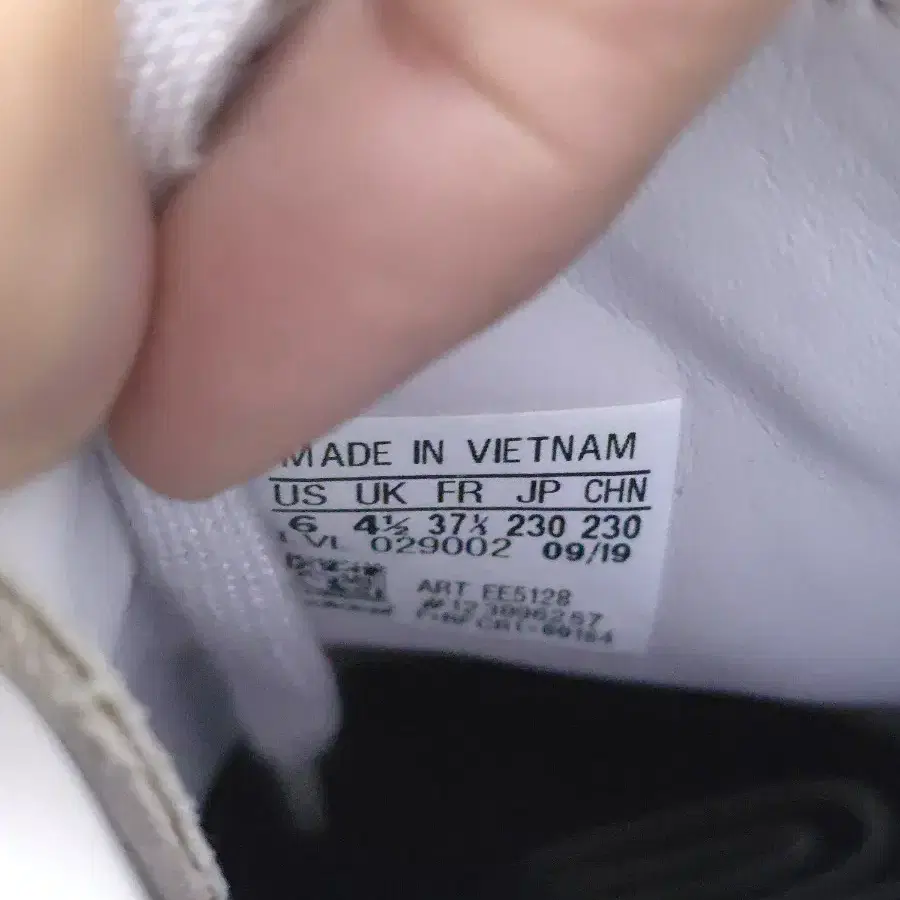 MADE IN VIETNAM
US UK FR JP CHN
6 4½ 37⅓ 230 230
LVL 029002 09/19
ART EE5128